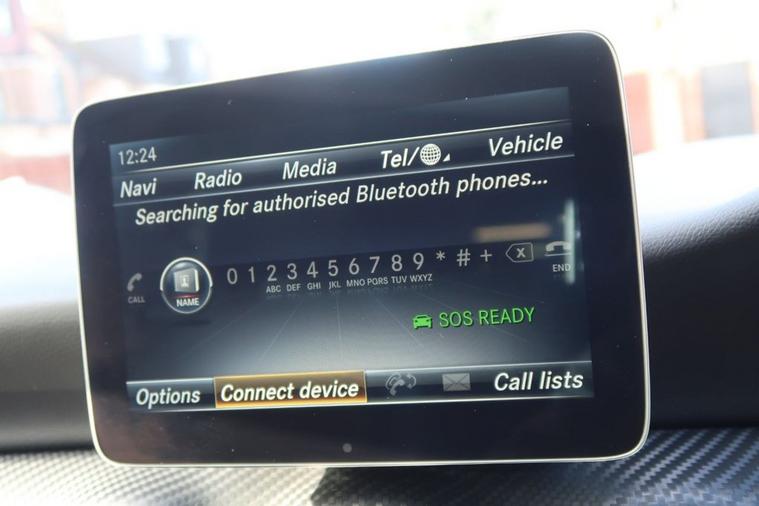 12:24
Navi Radio Media Tel/ Vehicle
Searching for authorised Bluetooth phones...
CALL NAME 0 1 2 3 4 5 6 7 8 9 * # + X END
ABC DEF GHI JKL MNO PQRS TUV WXYZ
SOS READY
Options Connect device Call lists